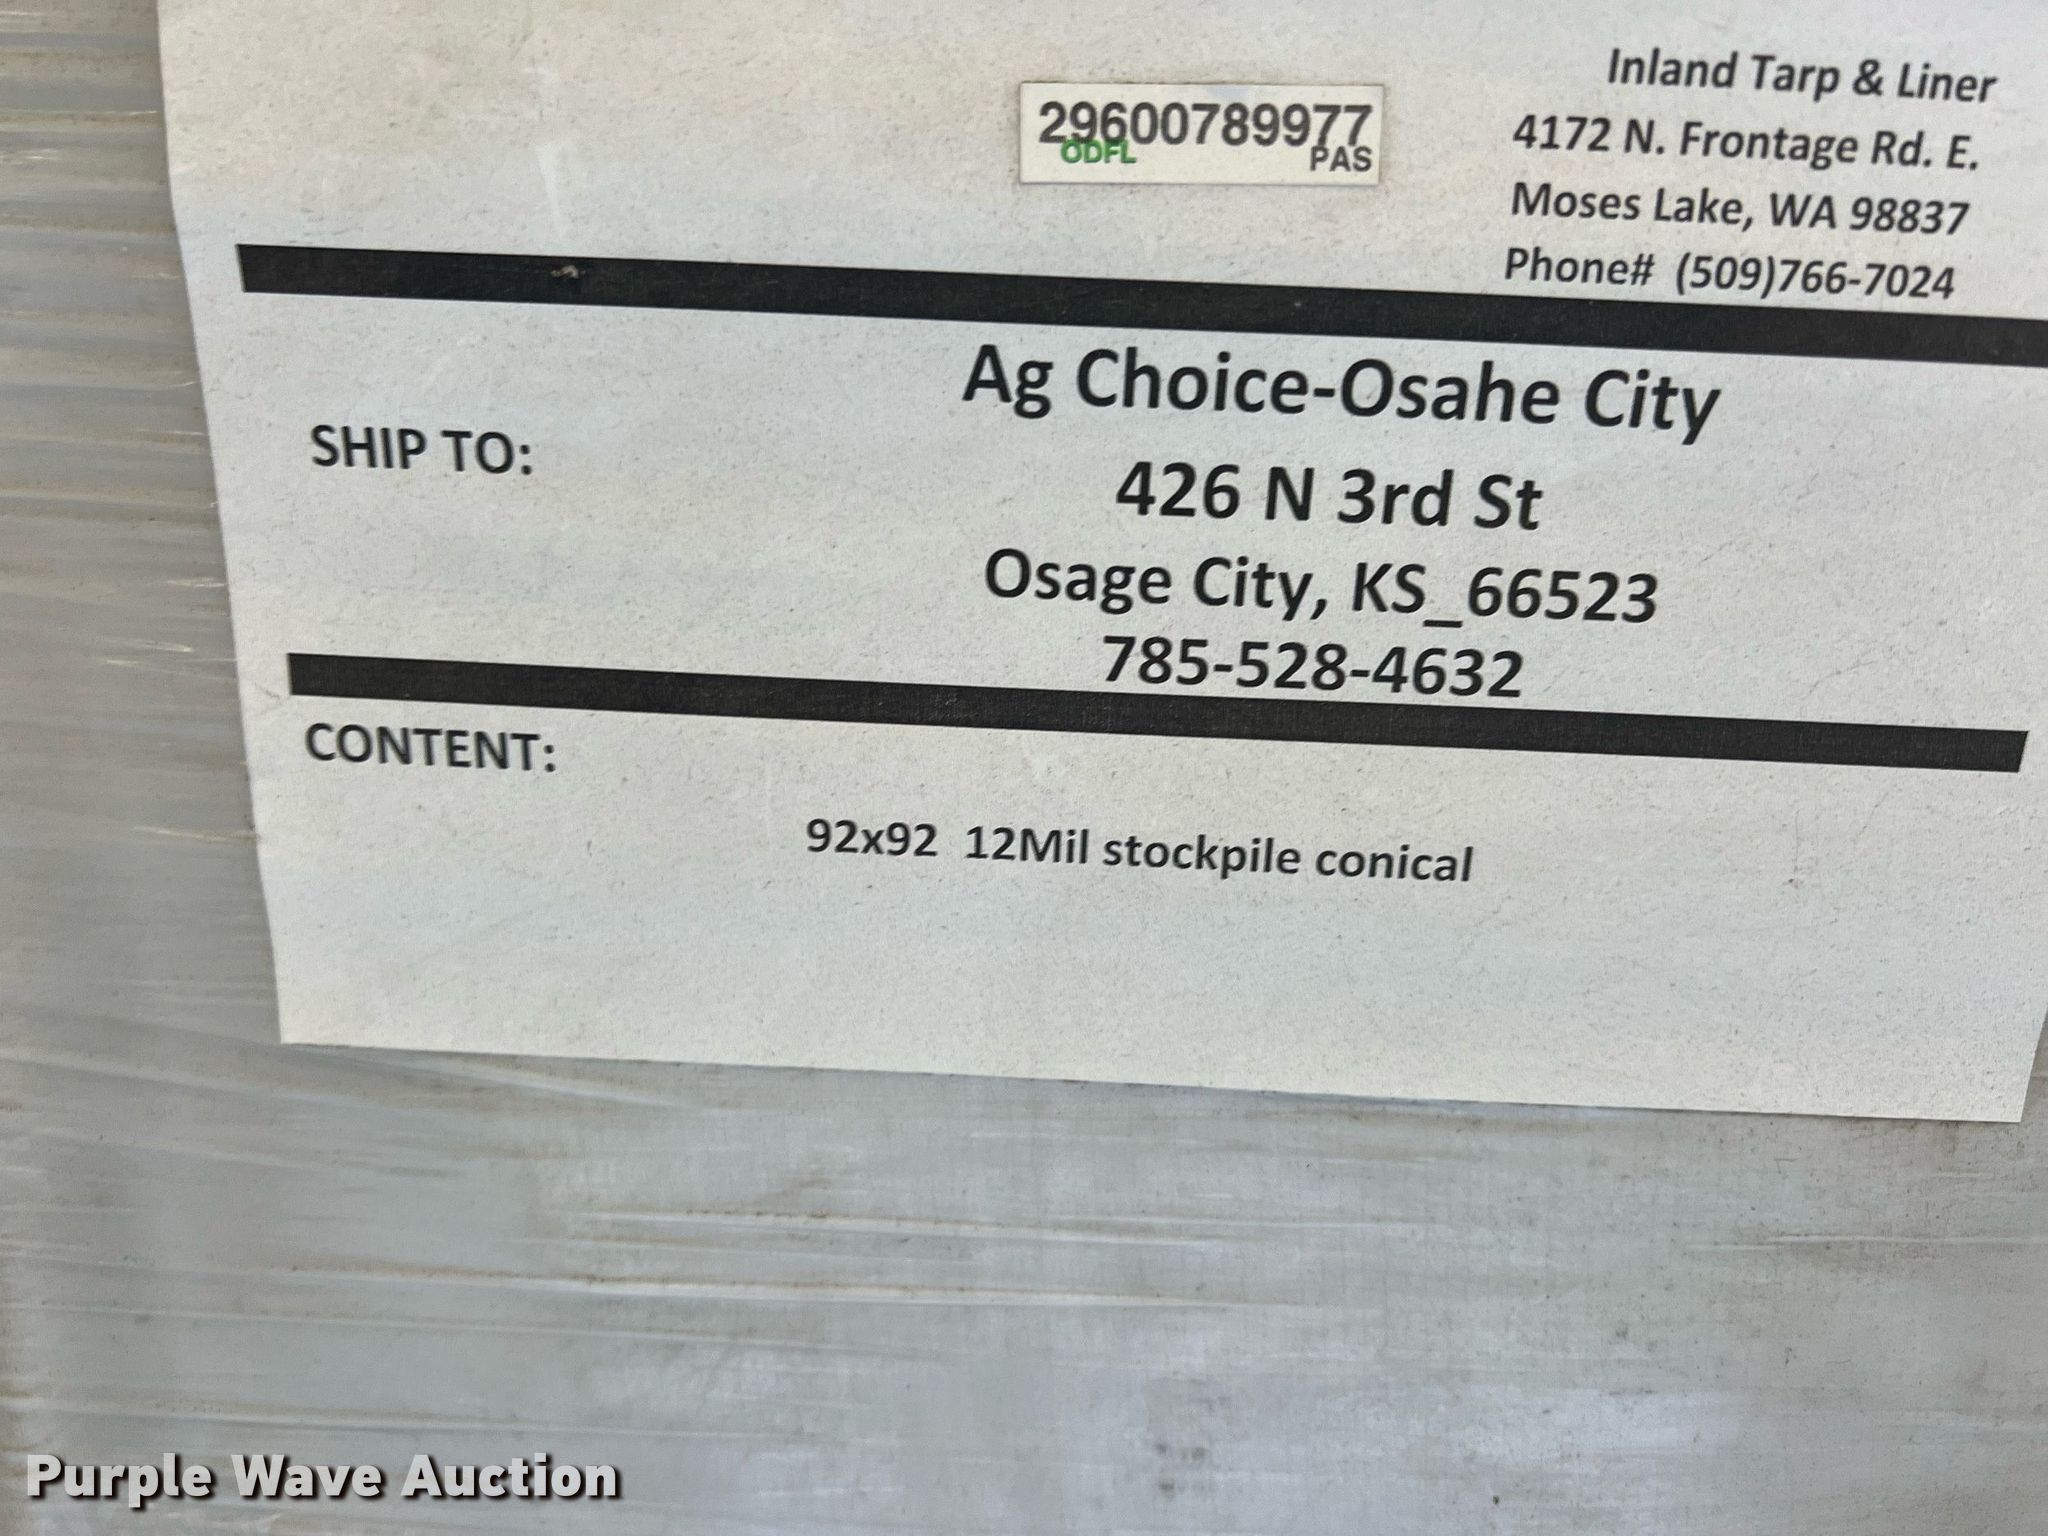 Inland Tarp & Liner
29600789977
ODFL PAS
4172 N. Frontage Rd. E.
Moses Lake, WA 98837
Phone# (509)766-7024
SHIP TO:
Ag Choice-Osahe City
426 N 3rd St
Osage City, KS_66523
785-528-4632
CONTENT:
92x92 12Mil stockpile conical
Purple Wave Auction